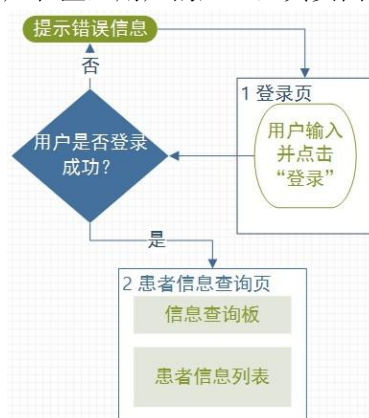 提示错误信息
否
1 登录页
用户输入
并点击
“登录”
用户是否登录
成功？
是
2 患者信息查询页
信息查询板
患者信息列表